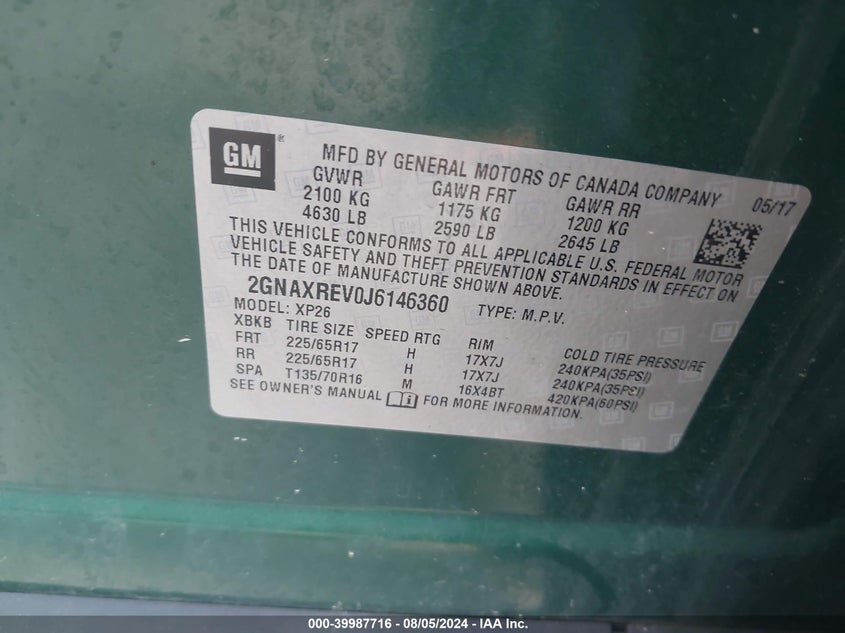 GM ®
MFD BY GENERAL MOTORS OF CANADA COMPANY
05/17
GVWR GAWR FRT GAWR RR
2100 KG 1175 KG 1200 KG
4630 LB 2590 LB 2645 LB
THIS VEHICLE CONFORMS TO ALL APPLICABLE U.S. FEDERAL MOTOR
VEHICLE SAFETY AND THEFT PREVENTION STANDARDS IN EFFECT ON
THE DATE OF MANUFACTURE SHOWN ABOVE.
2GNAXREV0J6146360 TYPE: M.P.V.
MODEL: XP26
XBKB TIRE SIZE SPEED RTG RIM COLD TIRE PRESSURE
FRT 225/65R17 H 17X7J 240KPA(35PSI)
RR 225/65R17 H 17X7J 240KPA(35PSI)
SPA T135/70R16 M 16X4BT 420KPA(60PSI)
SEE OWNER'S MANUAL FOR MORE INFORMATION.
000-39987716 // 08/05/2024 // IAA Inc.